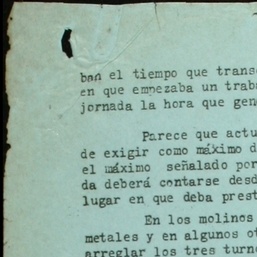 ban el tiempo que trans
en que empezaba un trab
jornada la hora que gen
Parece que actu
de exigir como máximo d
el máximo señalado por
da deberá contarse desd
lugar en que deba prest
En los molinos
metales y en algunos ot
arreglar los tres turno